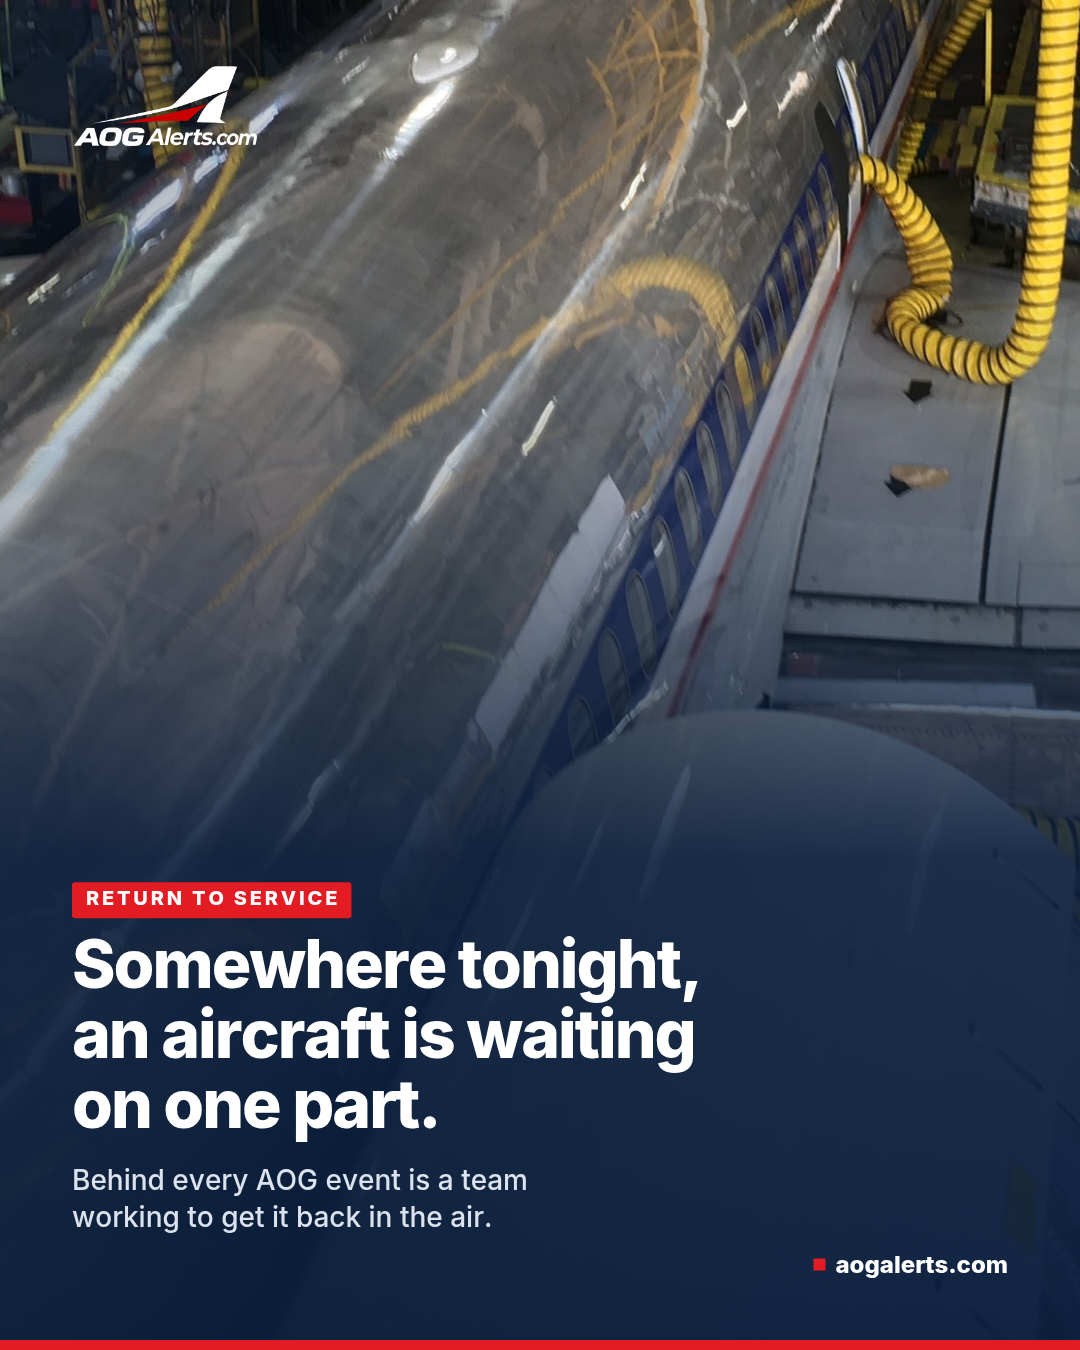 AOG Alerts.com
RETURN TO SERVICE
Somewhere tonight,
an aircraft is waiting
on one part.
Behind every AOG event is a team
working to get it back in the air.
aogalerts.com